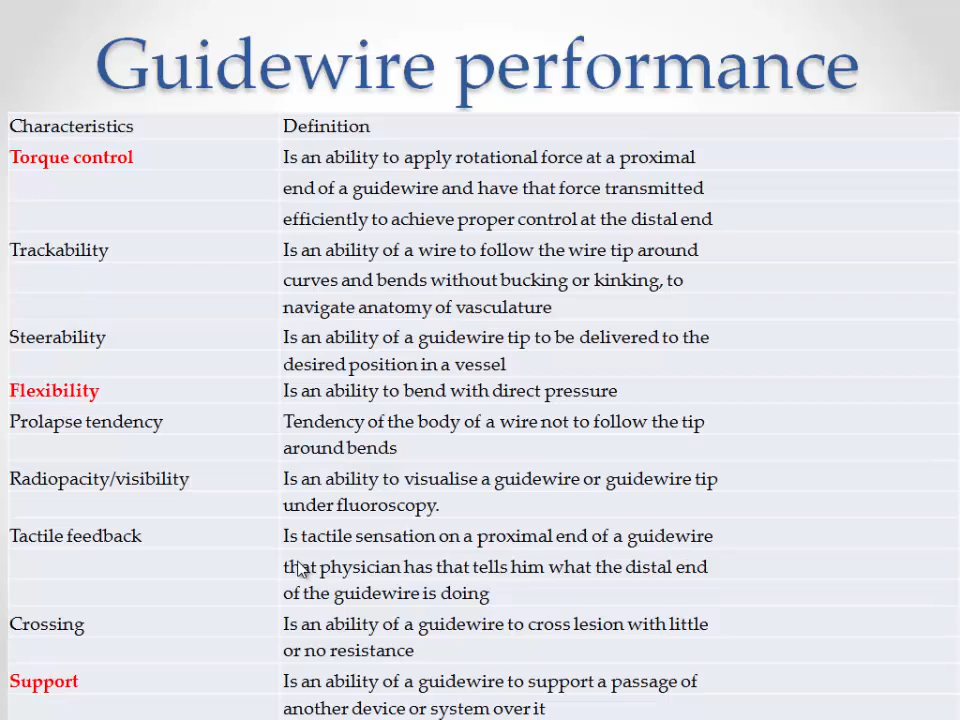 Guidewire performance
Characteristics Definition
Torque control Is an ability to apply rotational force at a proximal
end of a guidewire and have that force transmitted
efficiently to achieve proper control at the distal end
Trackability Is an ability of a wire to follow the wire tip around
curves and bends without bucking or kinking, to
navigate anatomy of vasculature
Steerability Is an ability of a guidewire tip to be delivered to the
desired position in a vessel
Flexibility Is an ability to bend with direct pressure
Prolapse tendency Tendency of the body of a wire not to follow the tip
around bends
Radiopacity/visibility Is an ability to visualise a guidewire or guidewire tip
under fluoroscopy.
Tactile feedback Is tactile sensation on a proximal end of a guidewire
that physician has that tells him what the distal end
of the guidewire is doing
Crossing Is an ability of a guidewire to cross lesion with little
or no resistance
Support Is an ability of a guidewire to support a passage of
another device or system over it